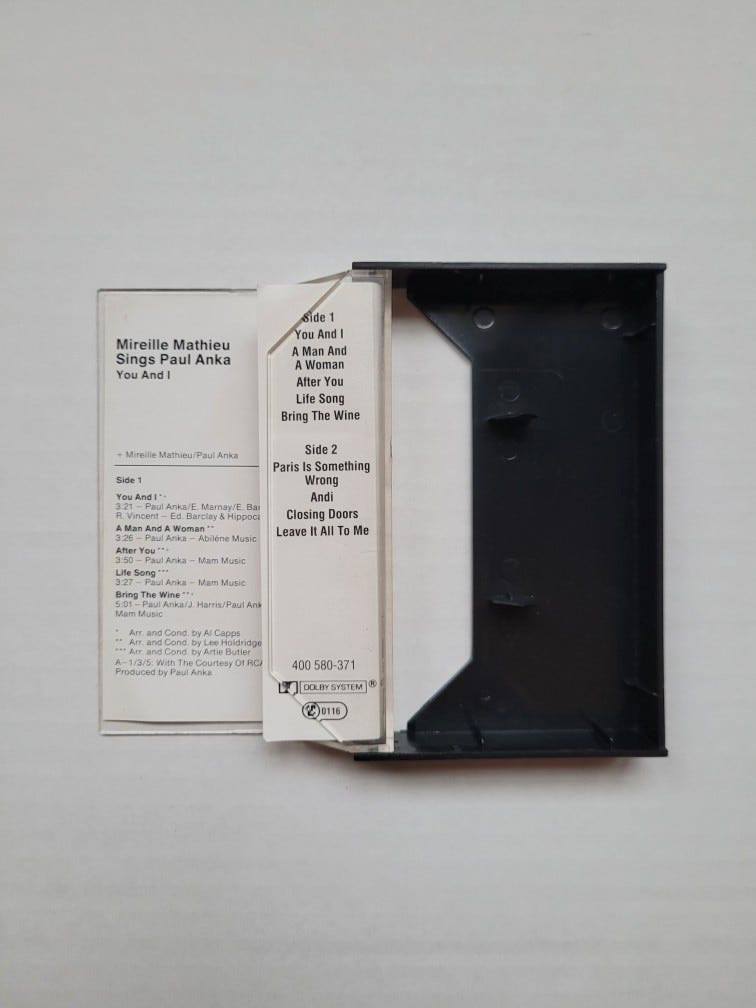 Mireille Mathieu
Sings Paul Anka
You And I
+ Mireille Mathieu/Paul Anka
Side 1
You And I *+
3:21 – Paul Anka/E. Marnay/E.
R. Vincent – Ed. Barclay &
A Man And A Woman **
3:26 – Paul Anka – Abilène Music
After You **+
3:50 – Paul Anka – Mam Music
Life Song ***
3:27 – Paul Anka – Mam Music
Bring The Wine **+
5:01 – Paul Anka/J. Harris/Paul
Mam Music
* Arr. and Cond. by Al Capps
** Arr. and Cond. by Lee Holdridge
*** Arr. and Cond. by Artie Butler
A–1/3/5: With The Courtesy Of
Produced by Paul Anka
Side 1
You And I
A Man And
A Woman
After You
Life Song
Bring The Wine
Side 2
Paris Is Something
Wrong
Andi
Closing Doors
Leave It All To Me
400 580-371
DOLBY SYSTEM ®
0116